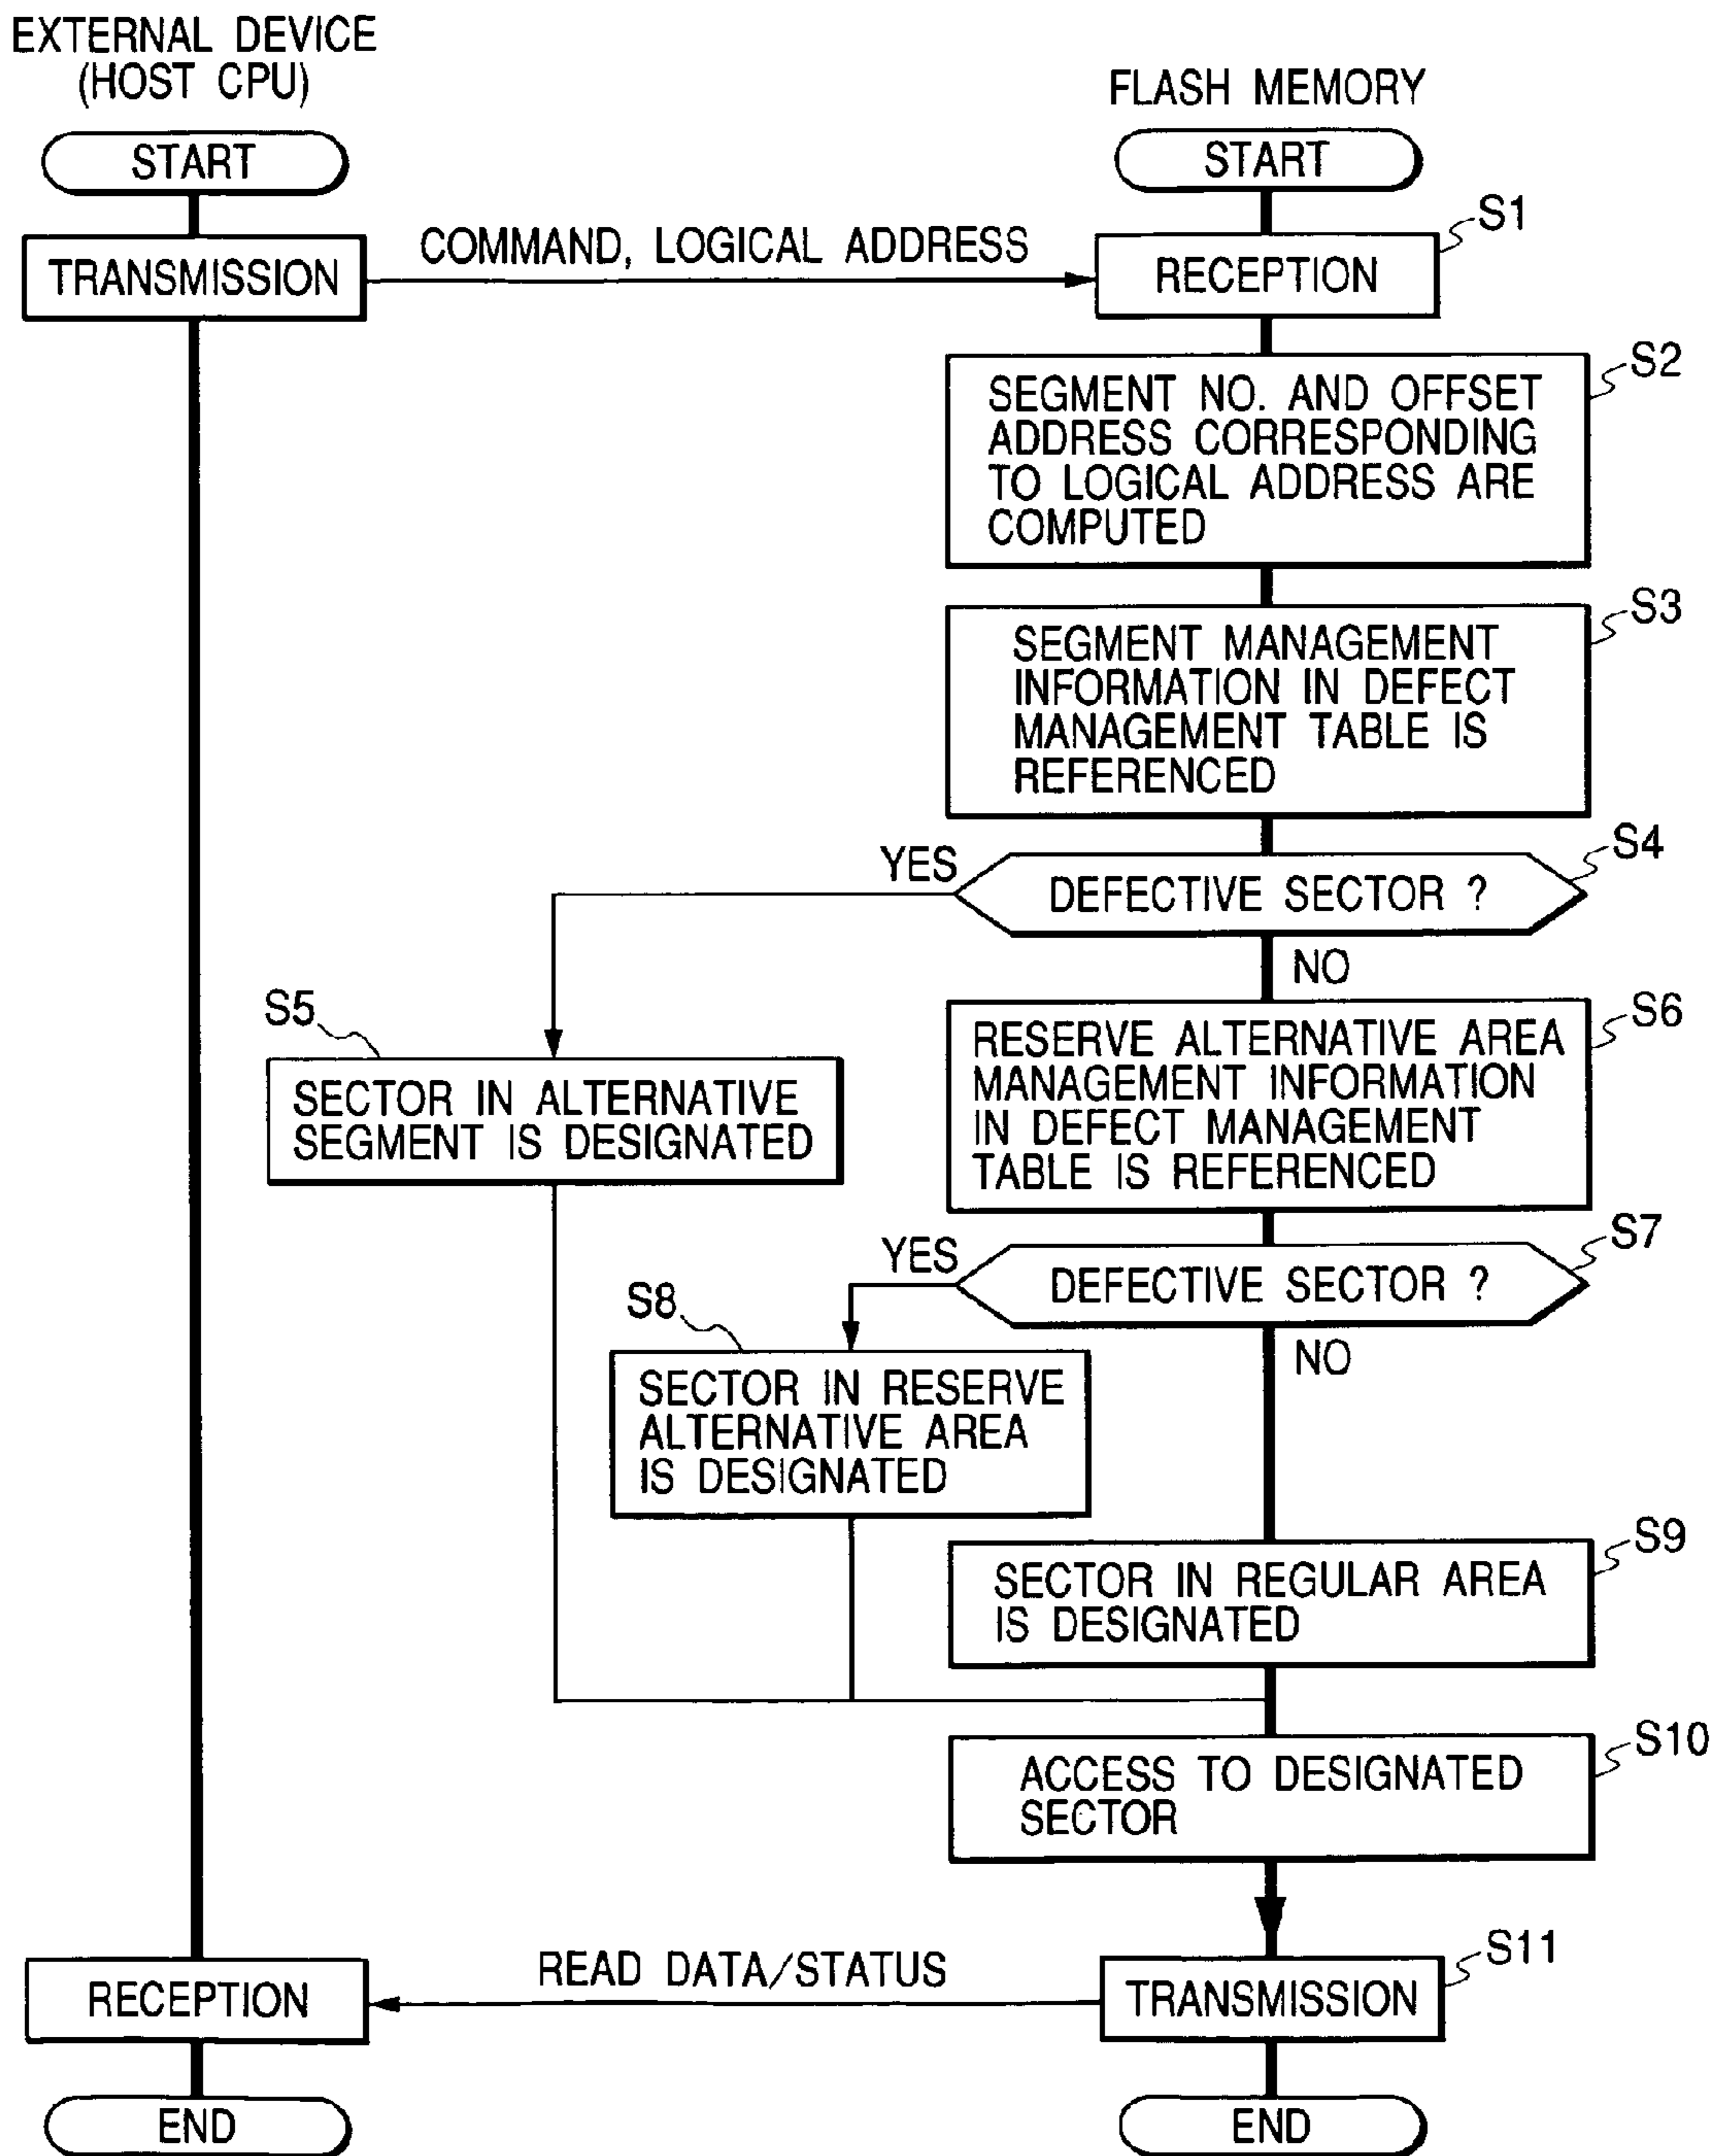 EXTERNAL DEVICE
(HOST CPU)
FLASH MEMORY
START
START
S1
TRANSMISSION
COMMAND, LOGICAL ADDRESS
RECEPTION
S2
SEGMENT NO. AND OFFSET
ADDRESS CORRESPONDING
TO LOGICAL ADDRESS ARE
COMPUTED
S3
SEGMENT MANAGEMENT
INFORMATION IN DEFECT
MANAGEMENT TABLE IS
REFERENCED
S4
YES
DEFECTIVE SECTOR ?
NO
S5
SECTOR IN ALTERNATIVE
SEGMENT IS DESIGNATED
S6
RESERVE ALTERNATIVE AREA
MANAGEMENT INFORMATION
IN DEFECT MANAGEMENT
TABLE IS REFERENCED
S7
YES
DEFECTIVE SECTOR ?
NO
S8
SECTOR IN RESERVE
ALTERNATIVE AREA
IS DESIGNATED
S9
SECTOR IN REGULAR AREA
IS DESIGNATED
S10
ACCESS TO DESIGNATED
SECTOR
S11
RECEPTION
READ DATA/STATUS
TRANSMISSION
END
END